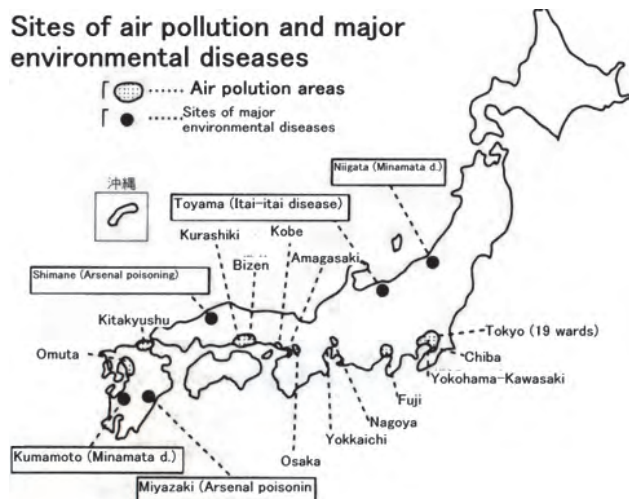 Sites of air pollution and major
environmental diseases
Air polution areas
Sites of major
environmental diseases
Niigata (Minamata d.)
沖縄
Toyama (Itai-itai disease)
Kurashiki
Kobe
Bizen
Amagasaki
Shimane (Arsenal poisoning)
Kitakyushu
Omuta
Tokyo (19 wards)
Chiba
Yokohama-Kawasaki
Fuji
Nagoya
Yokkaichi
Osaka
Kumamoto (Minamata d.)
Miyazaki (Arsenal poisonin